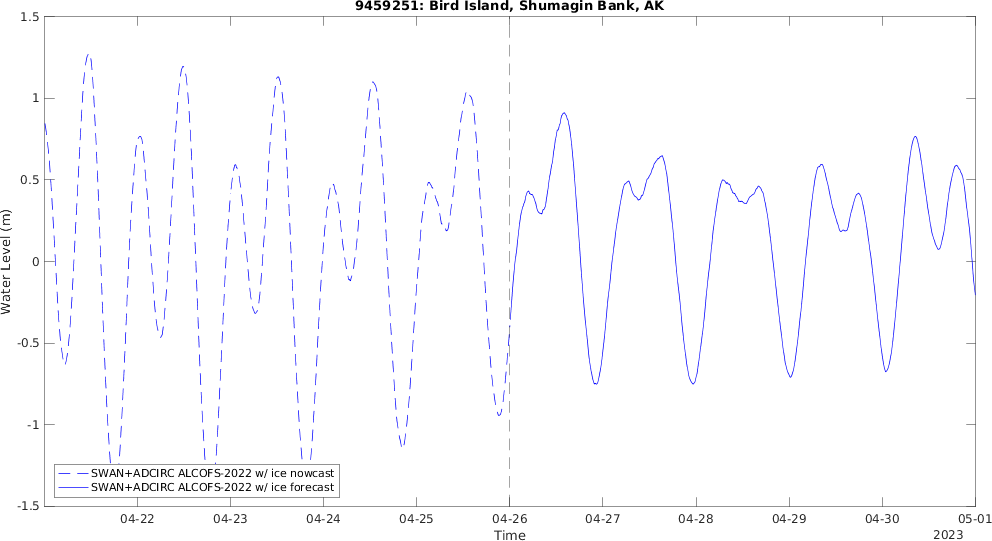 9459251: Bird Island, Shumagin Bank, AK
1.5
1
0.5
0
-0.5
-1
-1.5
Water Level (m)
SWAN+ADCIRC ALCOFS-2022 w/ ice nowcast
SWAN+ADCIRC ALCOFS-2022 w/ ice forecast
04-22 04-23 04-24 04-25 04-26 04-27 04-28 04-29 04-30 05-01
Time
2023